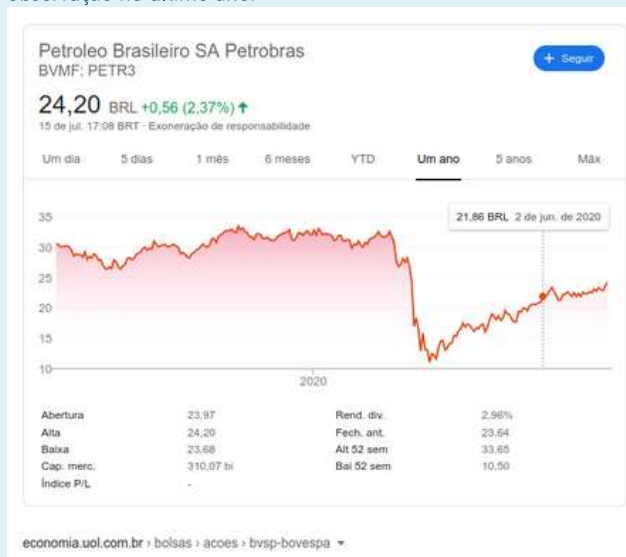 Petroleo Brasileiro SA Petrobras
BVMF: PETR3
+ Seguir
24,20 BRL +0,56 (2,37%) ↑
15 de jul. 17:08 BRT · Exoneração de responsabilidade
Um dia 5 dias 1 mês 6 meses YTD Um ano 5 anos Máx
21,86 BRL 2 de jun. de 2020
35
30
25
20
15
10
2020
Abertura 23,97 Rend. div. 2,96%
Alta 24,20 Fech. ant. 23,64
Baixa 23,68 Alt 52 sem 33,65
Cap. merc. 310,07 bi Bai 52 sem 10,50
Índice P/L -
economia.uol.com.br › bolsas › acoes › bvsp-bovespa ▾